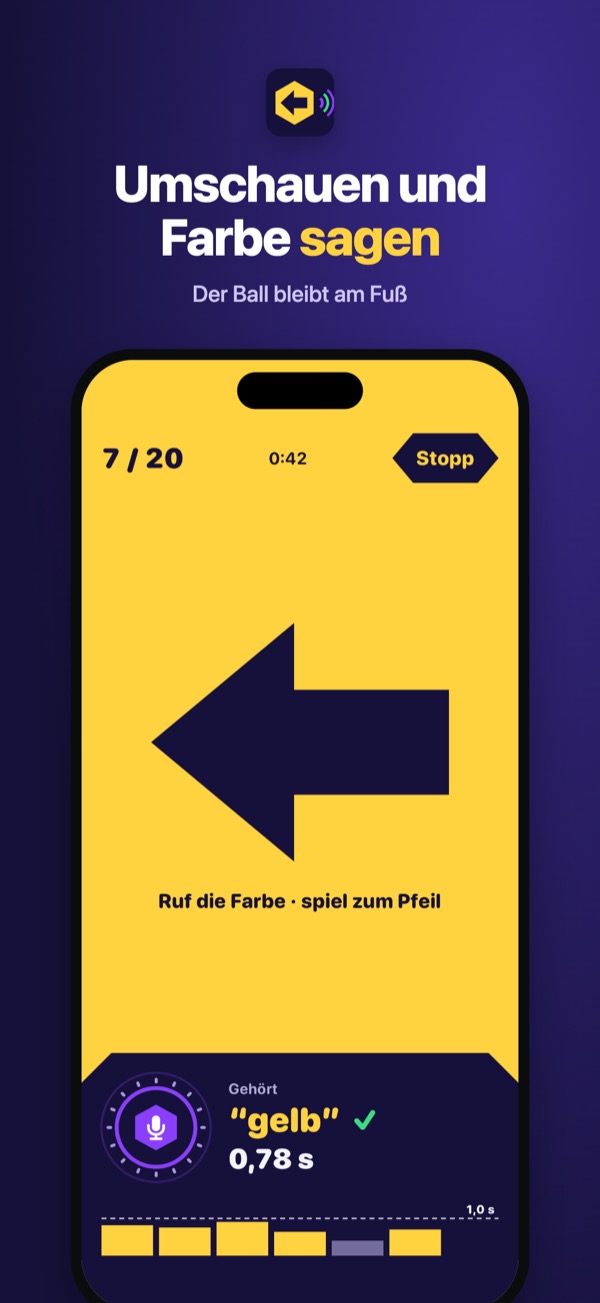 Umschauen und
Farbe sagen
Der Ball bleibt am Fuß
7 / 20
0:42
Stopp
Ruf die Farbe · spiel zum Pfeil
Gehört
"gelb"
0,78 s
1,0 s